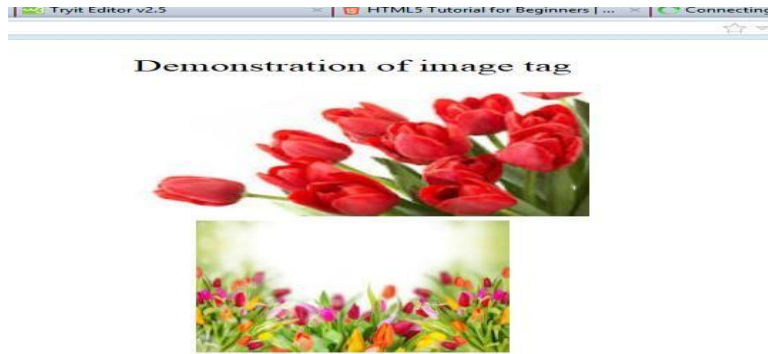 Tryit Editor v2.5
HTML5 Tutorial for Beginners | ...
Connecting
Demonstration of image tag